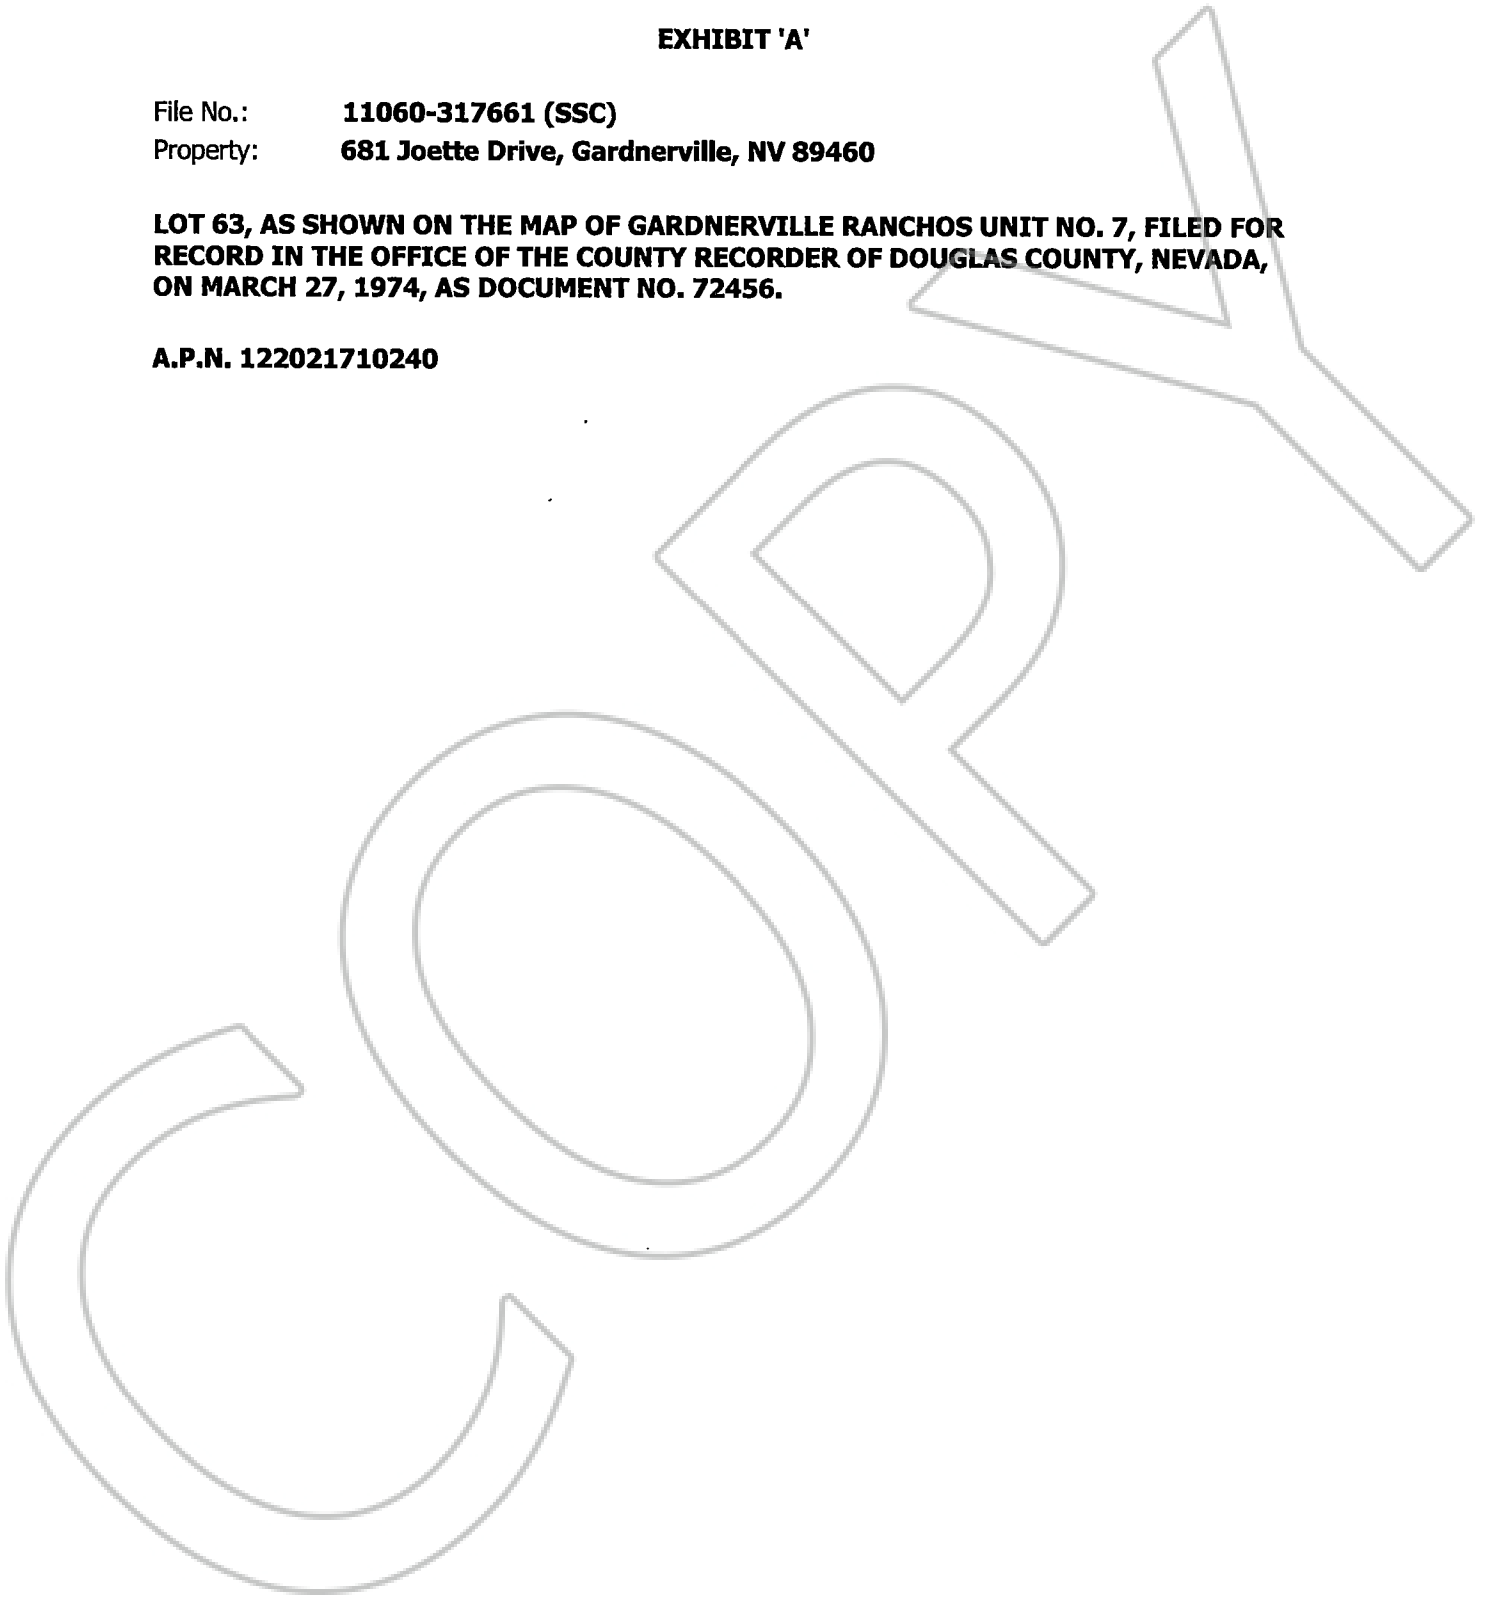 EXHIBIT 'A'
File No.: 11060-317661 (SSC)
Property: 681 Joette Drive, Gardnerville, NV 89460
LOT 63, AS SHOWN ON THE MAP OF GARDNERVILLE RANCHOS UNIT NO. 7, FILED FOR
RECORD IN THE OFFICE OF THE COUNTY RECORDER OF DOUGLAS COUNTY, NEVADA,
ON MARCH 27, 1974, AS DOCUMENT NO. 72456.
A.P.N. 122021710240
COPY